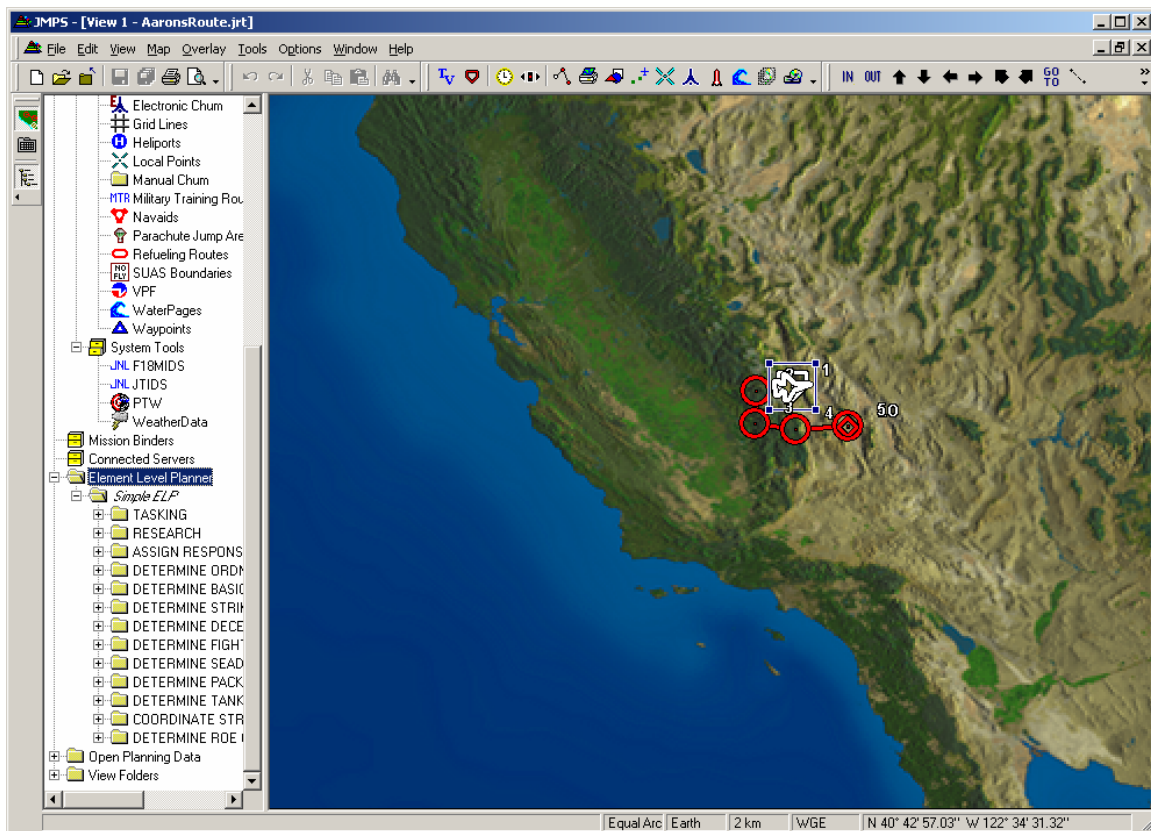 JMPS - [View 1 - AaronsRoute.jrt]
File Edit View Map Overlay Tools Options Window Help
TV IN OUT GO TO »
Electronic Chum
Grid Lines
H Heliports
Local Points
Manual Chum
MTR Military Training Rou
Navaids
Parachute Jump Are
Refueling Routes
NO FLY SUAS Boundaries
VPF
WaterPages
Waypoints
System Tools
JNL F18MIDS
JNL JTIDS
PTW
WeatherData
Mission Binders
Connected Servers
Element Level Planner
Simple ELP
TASKING
RESEARCH
ASSIGN RESPONS
DETERMINE ORDN
DETERMINE BASIC
DETERMINE STRIK
DETERMINE DECE
DETERMINE FIGHT
DETERMINE SEAD
DETERMINE PACK
DETERMINE TANK
COORDINATE STR
DETERMINE ROE
Open Planning Data
View Folders
1
3 4 50
Equal Arc Earth 2 km WGE N 40° 42' 57.03" W 122° 34' 31.32"